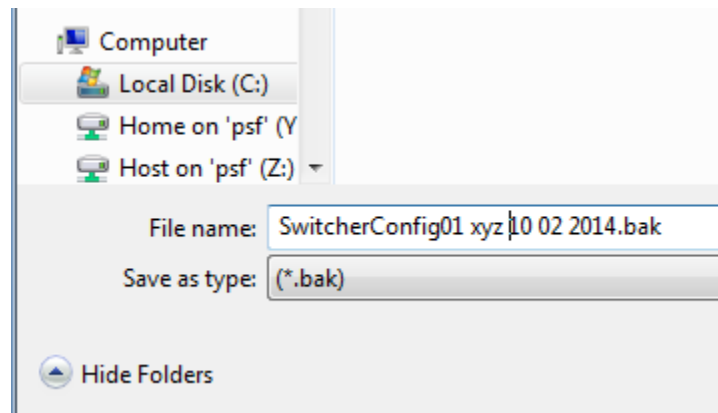 Computer
Local Disk (C:)
Home on 'psf' (Y
Host on 'psf' (Z:)
File name: SwitcherConfig01 xyz 10 02 2014.bak
Save as type: (*.bak)
Hide Folders